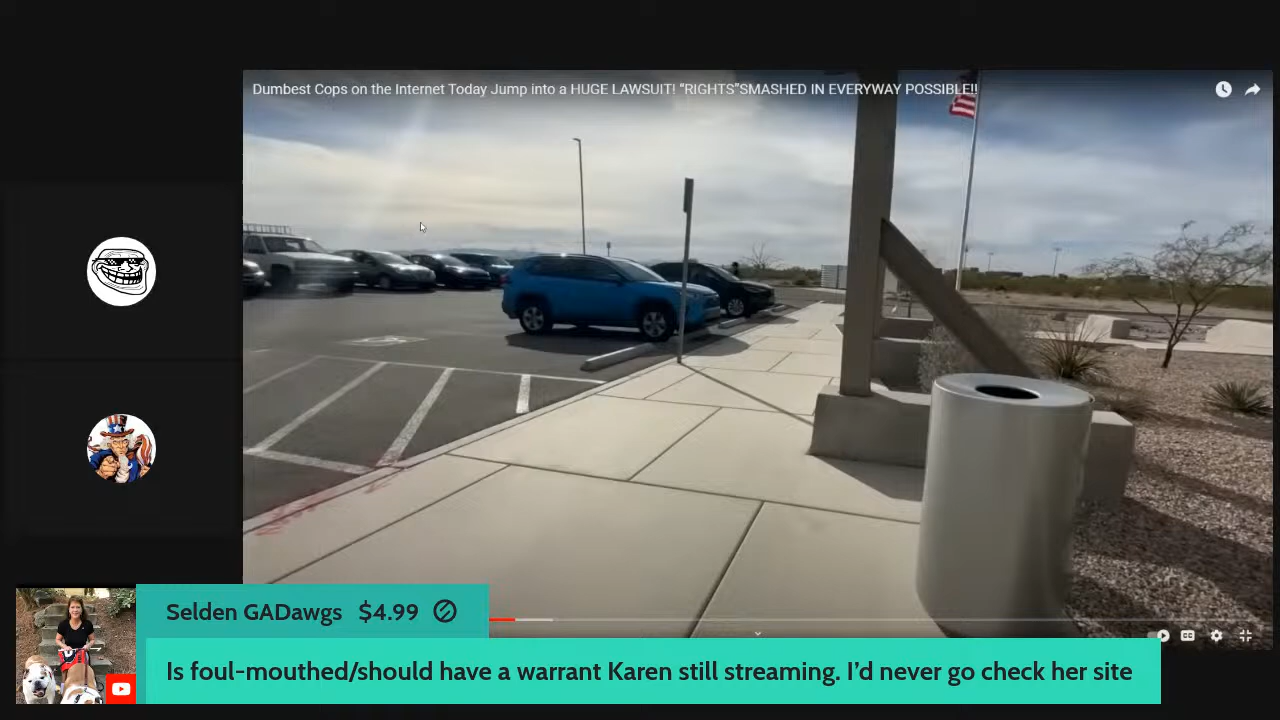 Dumbest Cops on the Internet Today Jump into a HUGE LAWSUIT! "RIGHTS"SMASHED IN EVERYWAY POSSIBLE!!
Selden GADawgs $4.99
Is foul-mouthed/should have a warrant Karen still streaming. I'd never go check her site